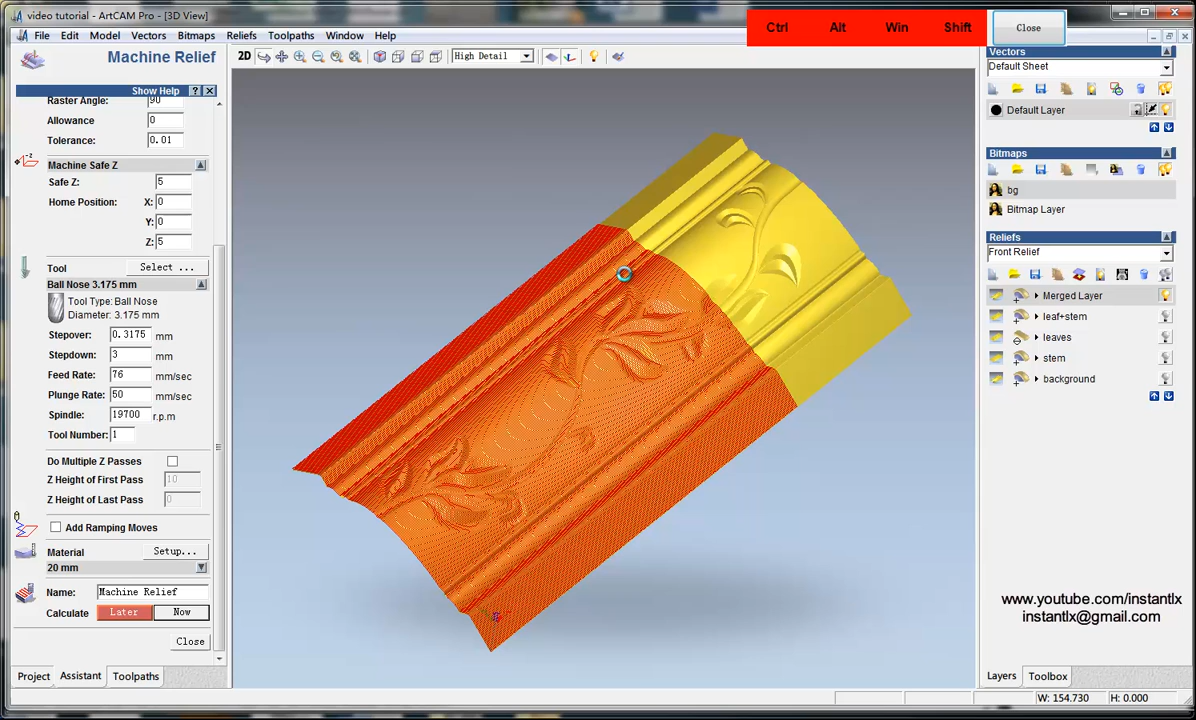 video tutorial - ArtCAM Pro - [3D View]
Ctrl Alt Win Shift Close
File Edit Model Vectors Bitmaps Reliefs Toolpaths Window Help
Machine Relief
2D High Detail
Show Help ? X
Raster Angle: 90
Allowance 0
Tolerance: 0.01
Machine Safe Z
Safe Z: 5
Home Position: X: 0
Y: 0
Z: 5
Tool Select ...
Ball Nose 3.175 mm
Tool Type: Ball Nose
Diameter: 3.175 mm
Stepover: 0.3175 mm
Stepdown: 3 mm
Feed Rate: 76 mm/sec
Plunge Rate: 50 mm/sec
Spindle: 19700 r.p.m
Tool Number: 1
Do Multiple Z Passes
Z Height of First Pass 10
Z Height of Last Pass 0
Add Ramping Moves
Material Setup...
20 mm
Name: Machine Relief
Calculate Later Now
Close
Project Assistant Toolpaths
Vectors
Default Sheet
Default Layer
Bitmaps
bg
Bitmap Layer
Reliefs
Front Relief
Merged Layer
leaf+stem
leaves
stem
background
www.youtube.com/instantlx
instantlx@gmail.com
Layers Toolbox
W: 154.730 H: 0.000